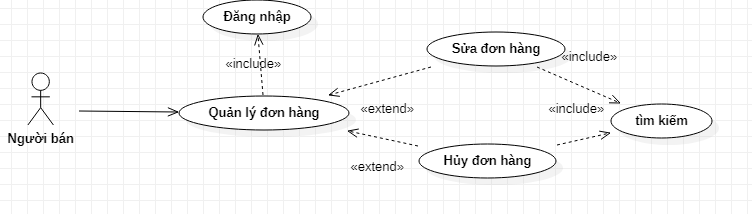 Đăng nhập
«include»
Sửa đơn hàng
«include»
Quản lý đơn hàng
«extend»
«include»
tìm kiếm
Người bán
Hủy đơn hàng
«extend»